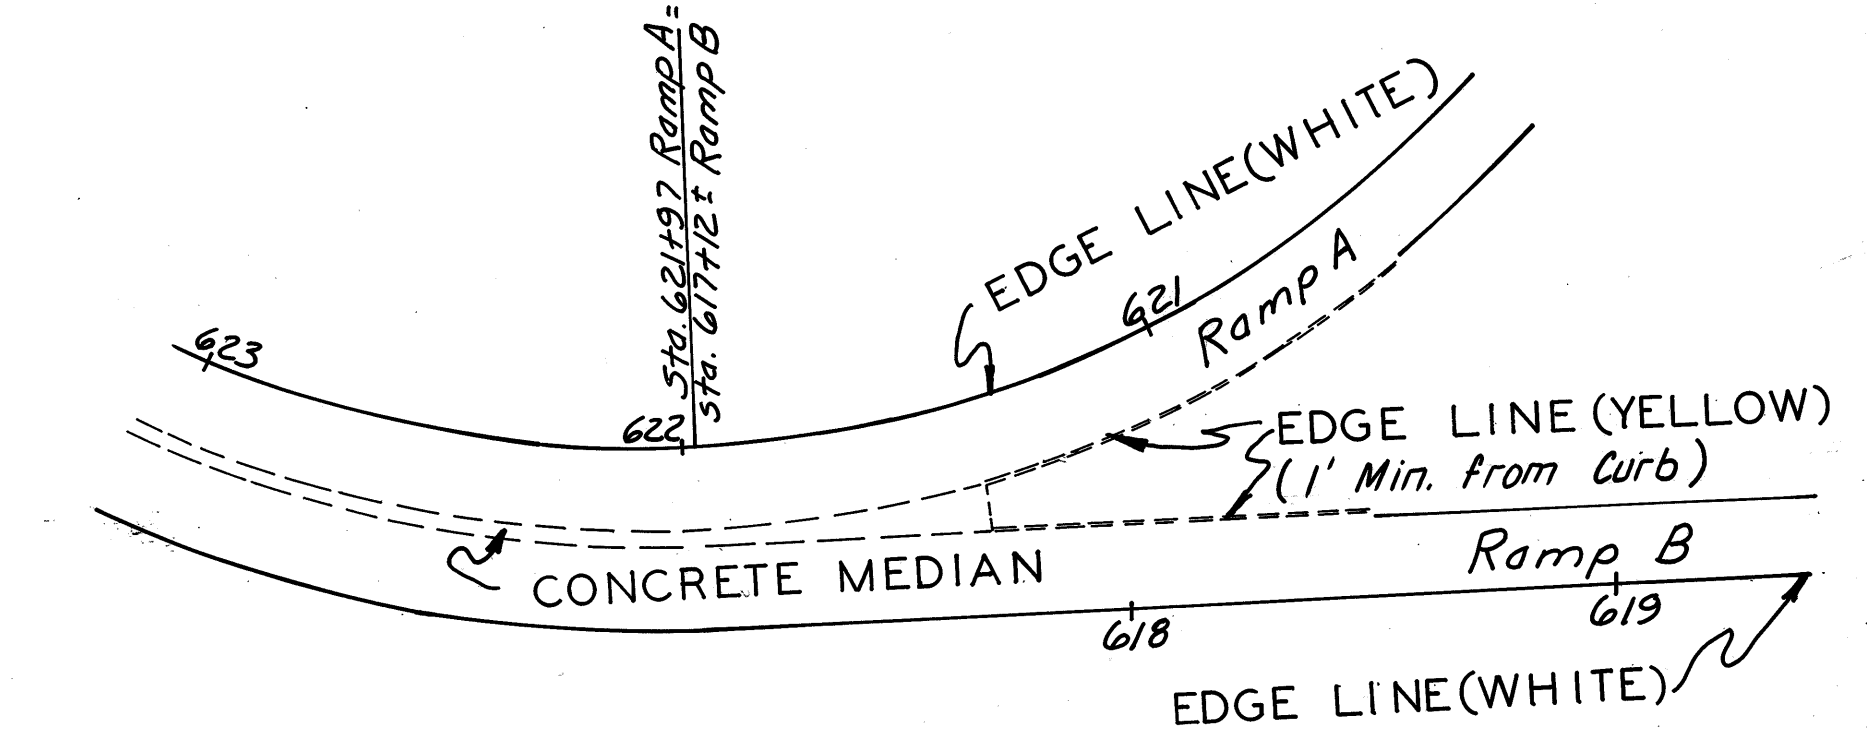 Sta. 621+97 Ramp A=
Sta. 617+12± Ramp B
EDGE LINE (WHITE)
623
622
621
Ramp A
EDGE LINE (YELLOW)
(1' Min. from Curb)
CONCRETE MEDIAN
Ramp B
618
619
EDGE LINE (WHITE)